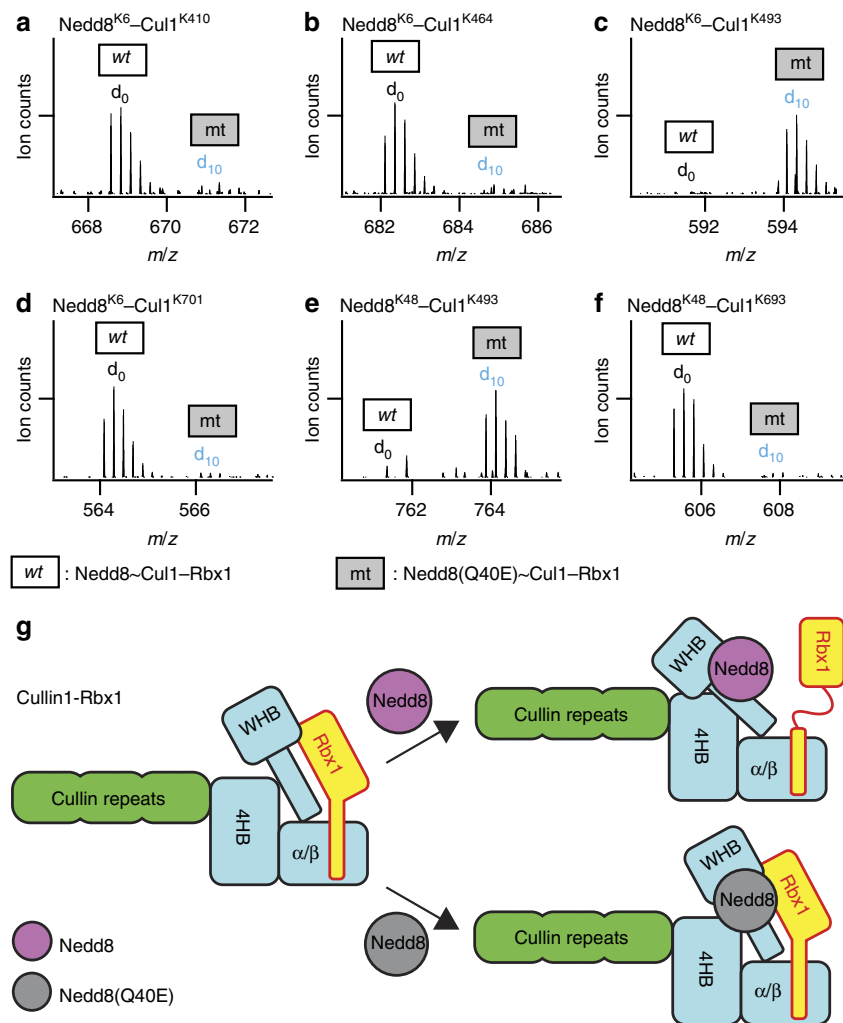 a Nedd8K6–Cul1K410
wt
d0
mt
d10
Ion counts
668 670 672
m/z
b Nedd8K6–Cul1K464
wt
d0
mt
d10
Ion counts
682 684 686
m/z
c Nedd8K6–Cul1K493
mt
d10
wt
d0
Ion counts
592 594
m/z
d Nedd8K6–Cul1K701
wt
d0
mt
d10
Ion counts
564 566
m/z
e Nedd8K48–Cul1K493
mt
d10
wt
d0
Ion counts
762 764
m/z
f Nedd8K48–Cul1K693
wt
d0
mt
d10
Ion counts
606 608
m/z
wt : Nedd8~Cul1–Rbx1
mt : Nedd8(Q40E)~Cul1–Rbx1
g
Cullin1-Rbx1
Cullin repeats
4HB
WHB
Rbx1
α/β
Nedd8
Cullin repeats
4HB
WHB
Nedd8
Rbx1
α/β
Nedd8
Cullin repeats
4HB
WHB
Nedd8
Rbx1
α/β
Nedd8
Nedd8(Q40E)